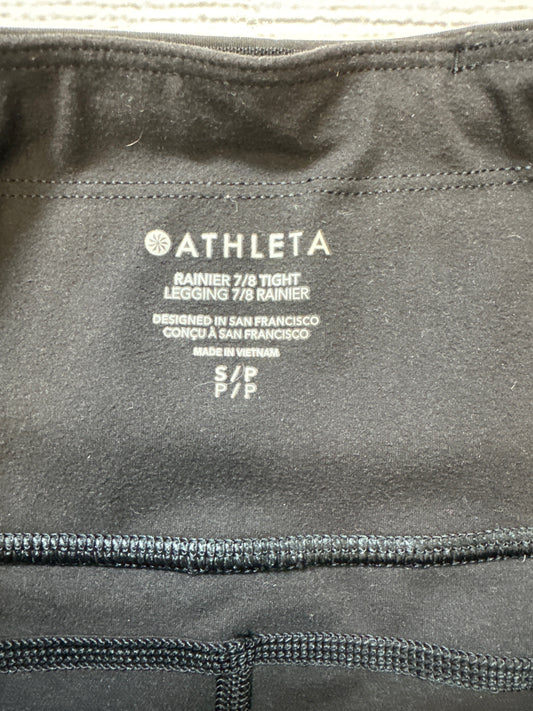 ATHLETA
RAINIER 7/8 TIGHT
LEGGING 7/8 RAINIER
DESIGNED IN SAN FRANCISCO
CONÇU À SAN FRANCISCO
MADE IN VIETNAM
S/P
P/P